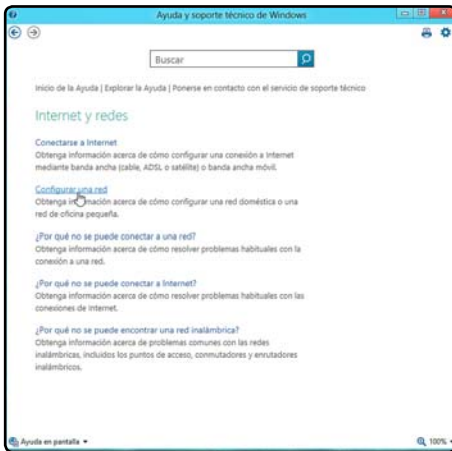 Ayuda y soporte técnico de Windows
Buscar
Inicio de la Ayuda | Explorar la Ayuda | Ponerse en contacto con el servicio de soporte técnico
Internet y redes
Conectarse a Internet
Obtenga información acerca de cómo configurar una conexión a Internet
mediante banda ancha (cable, ADSL o satélite) o banda ancha móvil.
Configurar una red
Obtenga información acerca de cómo configurar una red doméstica o una
red de oficina pequeña.
¿Por qué no se puede conectar a una red?
Obtenga información acerca de cómo resolver problemas habituales con la
conexión a una red.
¿Por qué no se puede conectar a Internet?
Obtenga información acerca de cómo resolver problemas habituales con las
conexiones de Internet.
¿Por qué no se puede encontrar una red inalámbrica?
Obtenga información acerca de problemas comunes con las redes
inalámbricas, incluidos los puntos de acceso, conmutadores y enrutadores
inalámbricos.
Ayuda en pantalla
100%